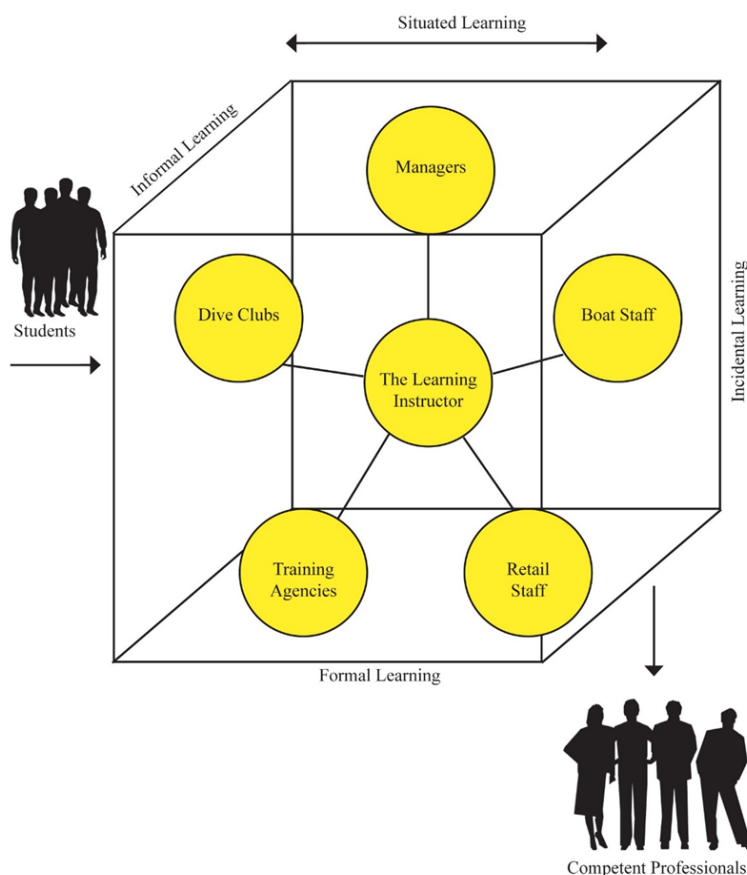 Situated Learning
Informal Learning
Managers
Students
Dive Clubs
Boat Staff
Incidental Learning
The Learning
Instructor
Training
Agencies
Retail
Staff
Formal Learning
Competent Professionals